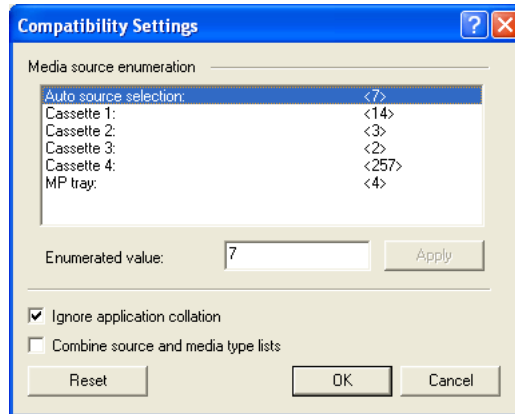 Compatibility Settings
Media source enumeration
Auto source selection: <7>
Cassette 1: <14>
Cassette 2: <3>
Cassette 3: <2>
Cassette 4: <257>
MP tray: <4>
Enumerated value: 7 Apply
Ignore application collation
Combine source and media type lists
Reset OK Cancel